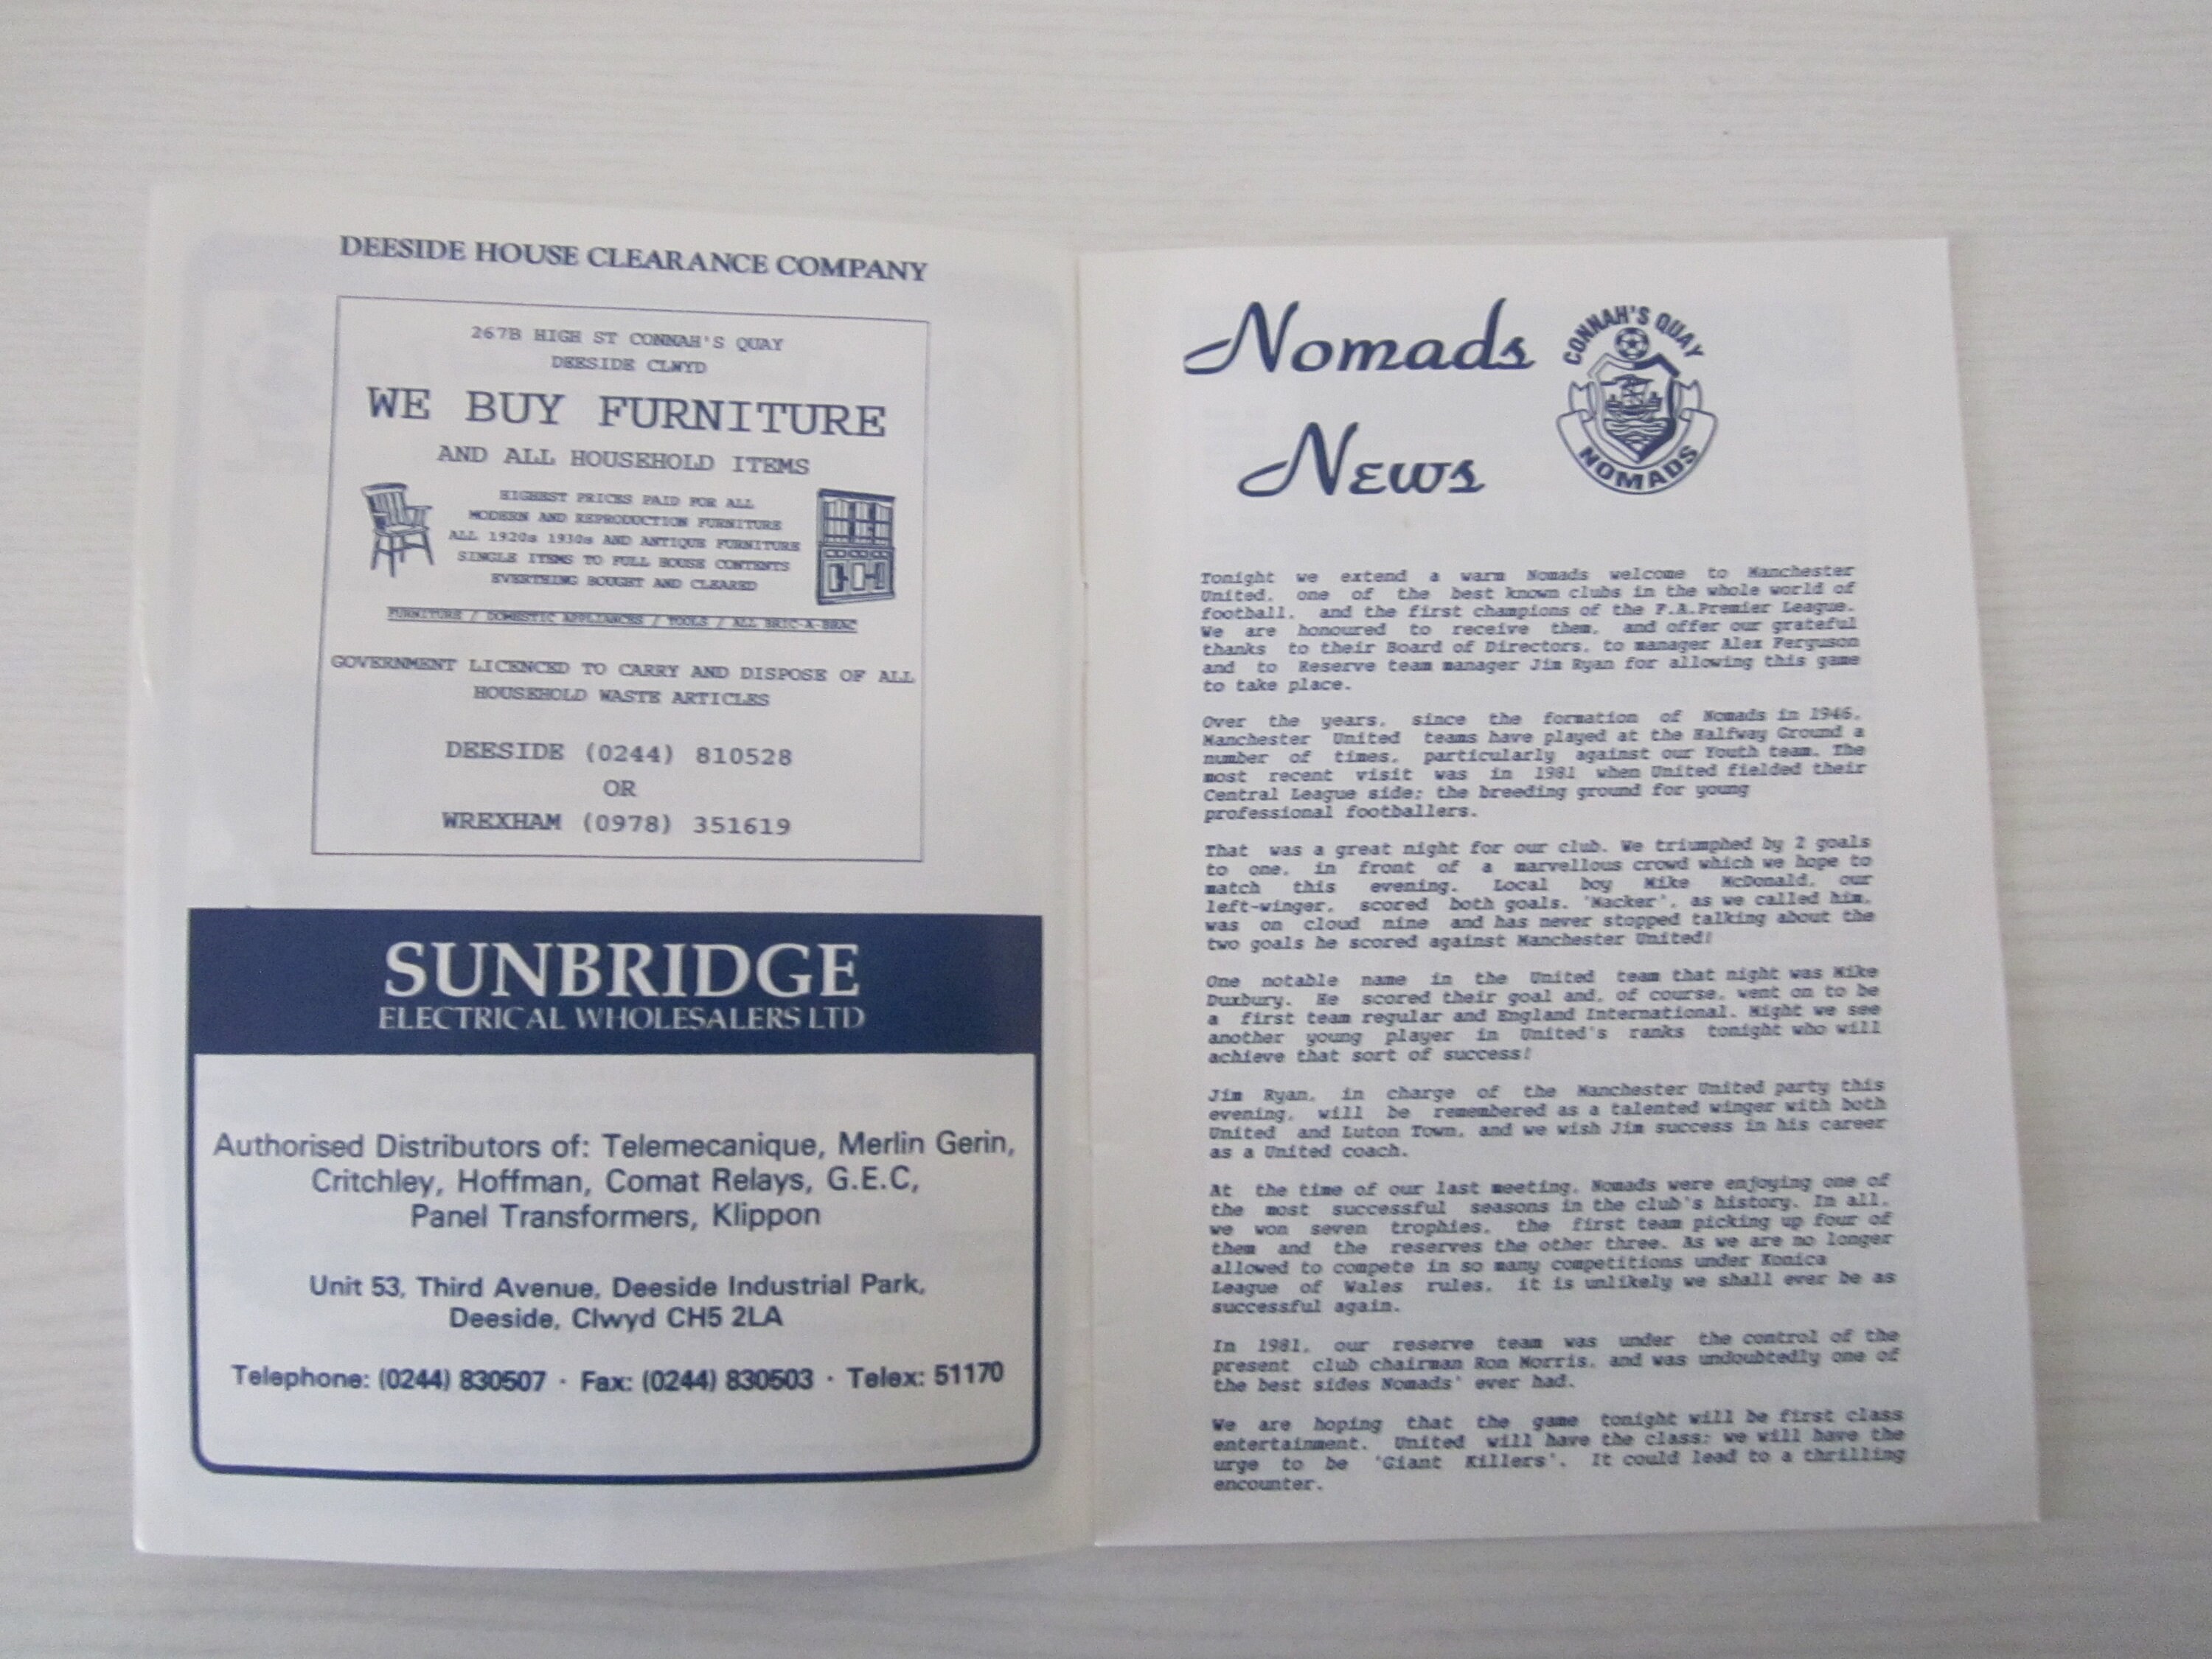 DEESIDE HOUSE CLEARANCE COMPANY
267B HIGH ST CONNAH'S QUAY
DEESIDE CLWYD
WE BUY FURNITURE
AND ALL HOUSEHOLD ITEMS
HIGHEST PRICES PAID FOR ALL
MODERN AND REPRODUCTION FURNITURE
ALL 1920s 1930s AND ANTIQUE FURNITURE
SINGLE ITEMS TO FULL HOUSE CONTENTS
EVERTHING BOUGHT AND CLEARED
FURNITURE / DOMESTIC APPLIANCES / TOOLS / ALL BRIC-A-BRAC
GOVERNMENT LICENCED TO CARRY AND DISPOSE OF ALL
HOUSEHOLD WASTE ARTICLES
DEESIDE (0244) 810528
OR
WREXHAM (0978) 351619
SUNBRIDGE
ELECTRICAL WHOLESALERS LTD
Authorised Distributors of: Telemecanique, Merlin Gerin,
Critchley, Hoffman, Comat Relays, G.E.C,
Panel Transformers, Klippon
Unit 53, Third Avenue, Deeside Industrial Park,
Deeside, Clwyd CH5 2LA
Telephone: (0244) 830507 · Fax: (0244) 830503 · Telex: 51170
Nomads
News
CONNAH'S QUAY
NOMADS
Tonight we extend a warm Nomads welcome to Manchester
United, one of the best known clubs in the whole world of
football, and the first champions of the F.A.Premier League.
We are honoured to receive them, and offer our grateful
thanks to their Board of Directors, to manager Alex Ferguson
and to Reserve team manager Jim Ryan for allowing this game
to take place.
Over the years, since the formation of Nomads in 1946,
Manchester United teams have played at the Halfway Ground a
number of times, particularly against our Youth team. The
most recent visit was in 1981 when United fielded their
Central League side; the breeding ground for young
professional footballers.
That was a great night for our club. We triumphed by 2 goals
to one, in front of a marvellous crowd which we hope to
match this evening. Local boy Mike McDonald, our
left-winger, scored both goals. 'Macker', as we called him,
was on cloud nine and has never stopped talking about the
two goals he scored against Manchester United!
One notable name in the United team that night was Mike
Duxbury. He scored their goal and, of course, went on to be
a first team regular and England International. Might we see
another young player in United's ranks tonight who will
achieve that sort of success!
Jim Ryan, in charge of the Manchester United party this
evening, will be remembered as a talented winger with both
United and Luton Town, and we wish Jim success in his career
as a United coach.
At the time of our last meeting, Nomads were enjoying one of
the most successful seasons in the club's history. In all,
we won seven trophies, the first team picking up four of
them and the reserves the other three. As we are no longer
allowed to compete in so many competitions under Konica
League of Wales rules, it is unlikely we shall ever be as
successful again.
In 1981, our reserve team was under the control of the
present club chairman Ron Morris, and was undoubtedly one of
the best sides Nomads' ever had.
We are hoping that the game tonight will be first class
entertainment. United will have the class; we will have the
urge to be 'Giant Killers'. It could lead to a thrilling
encounter.